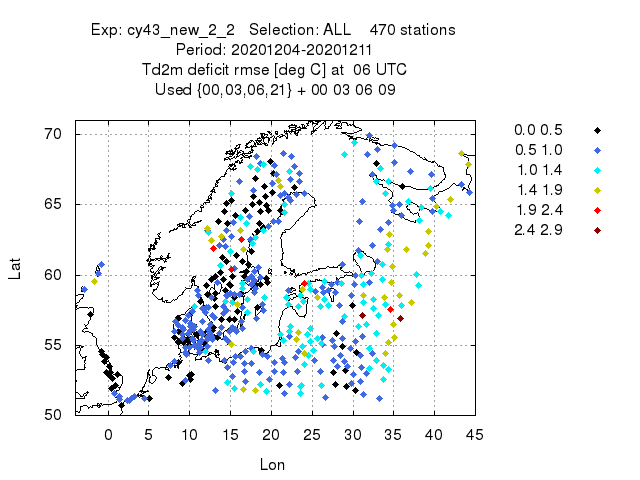 Exp: cy43_new_2_2 Selection: ALL 470 stations
Period: 20201204-20201211
Td2m deficit rmse [deg C] at 06 UTC
Used {00,03,06,21} + 00 03 06 09
0.0 0.5
0.5 1.0
1.0 1.4
1.4 1.9
1.9 2.4
2.4 2.9
Lat
70
65
60
55
50
0 5 10 15 20 25 30 35 40 45
Lon